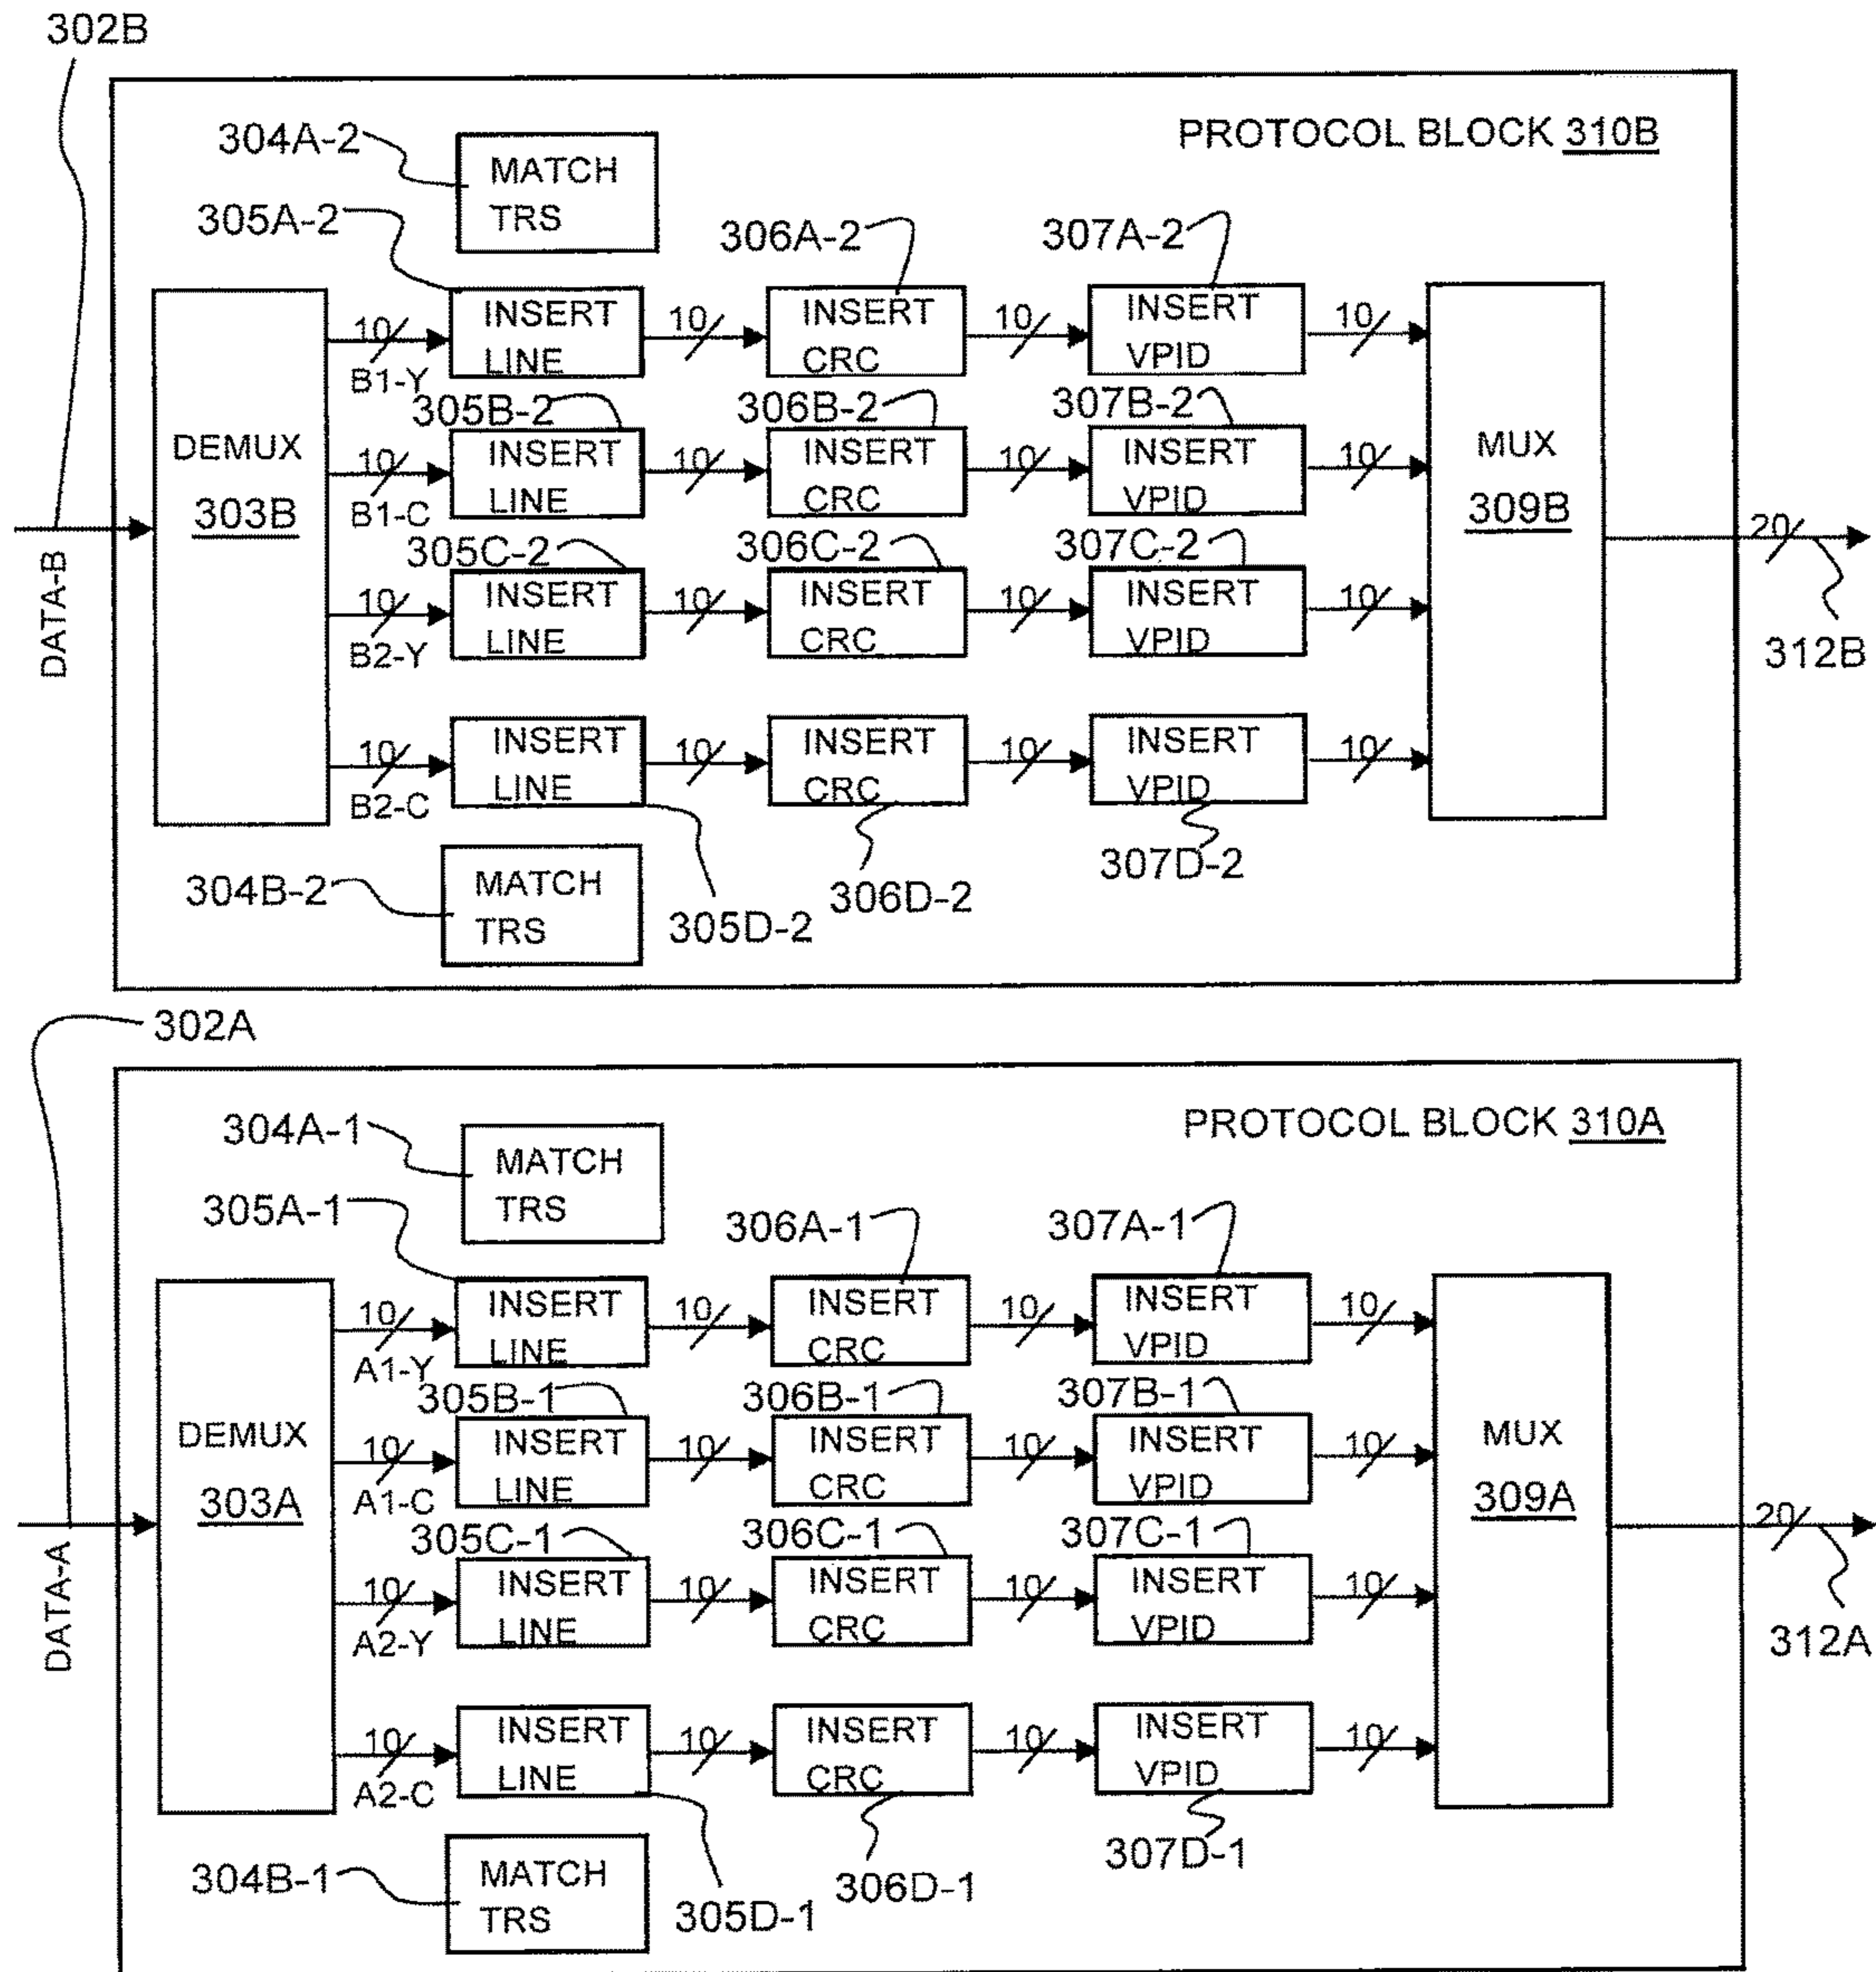 302B
PROTOCOL BLOCK 310B
304A-2
MATCH
TRS
305A-2
306A-2
307A-2
DEMUX
303B
DATA-B
10
B1-Y
INSERT
LINE
10
INSERT
CRC
10
INSERT
VPID
10
305B-2
306B-2
307B-2
10
B1-C
INSERT
LINE
10
INSERT
CRC
10
INSERT
VPID
10
305C-2
306C-2
307C-2
10
B2-Y
INSERT
LINE
10
INSERT
CRC
10
INSERT
VPID
10
10
B2-C
INSERT
LINE
10
INSERT
CRC
10
INSERT
VPID
10
MUX
309B
20
312B
304B-2
MATCH
TRS
305D-2
306D-2
307D-2
302A
PROTOCOL BLOCK 310A
304A-1
MATCH
TRS
305A-1
306A-1
307A-1
DEMUX
303A
DATA-A
10
A1-Y
INSERT
LINE
10
INSERT
CRC
10
INSERT
VPID
10
305B-1
306B-1
307B-1
10
A1-C
INSERT
LINE
10
INSERT
CRC
10
INSERT
VPID
10
305C-1
306C-1
307C-1
10
A2-Y
INSERT
LINE
10
INSERT
CRC
10
INSERT
VPID
10
10
A2-C
INSERT
LINE
10
INSERT
CRC
10
INSERT
VPID
10
MUX
309A
20
312A
304B-1
MATCH
TRS
305D-1
306D-1
307D-1